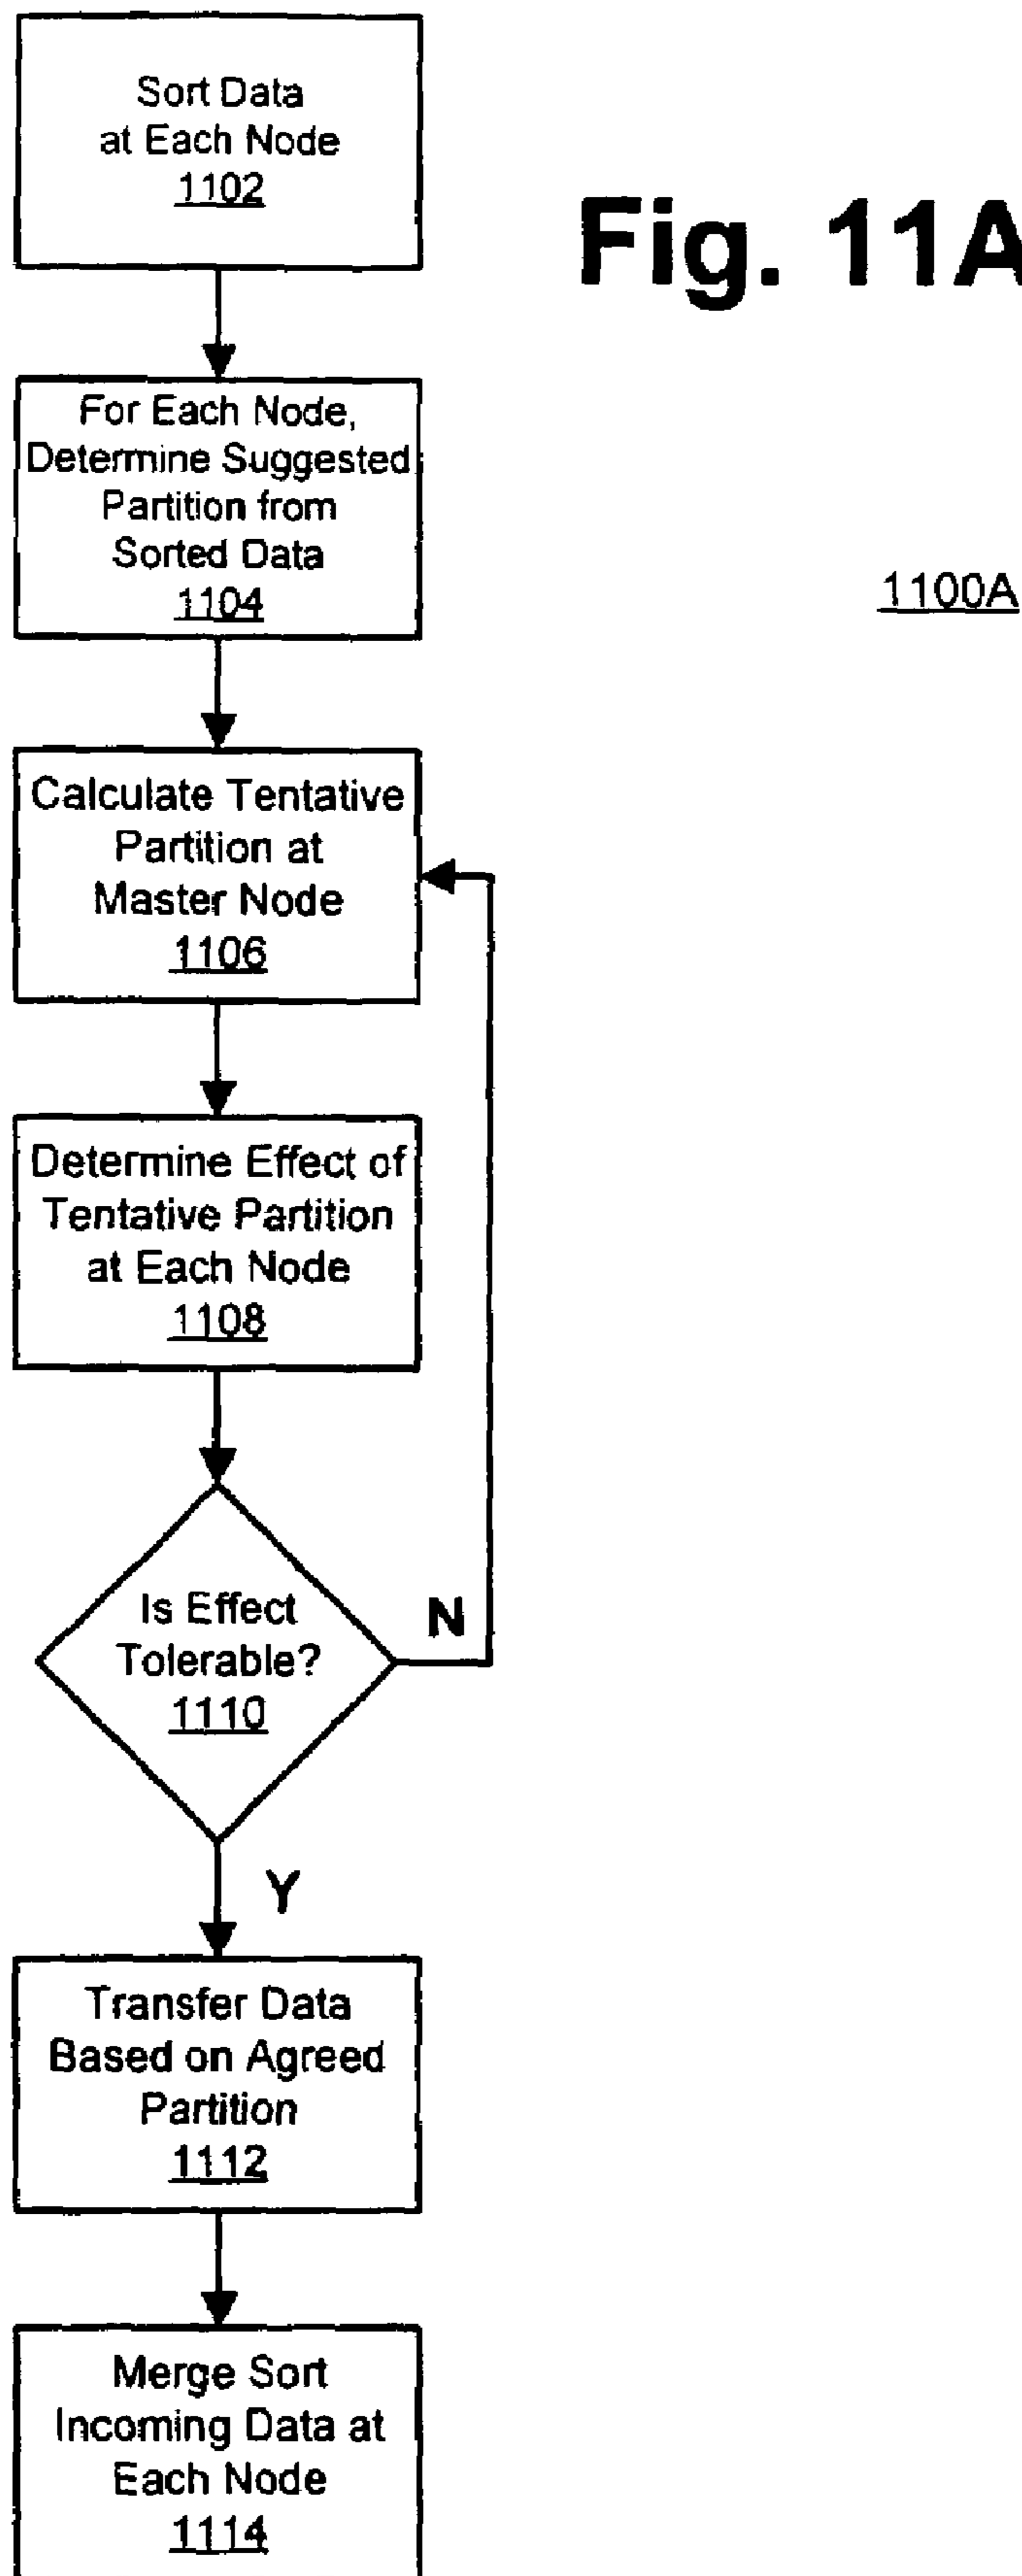 Sort Data
at Each Node
1102
Fig. 11A
For Each Node,
Determine Suggested
Partition from
Sorted Data
1104
1100A
Calculate Tentative
Partition at
Master Node
1106
Determine Effect of
Tentative Partition
at Each Node
1108
Is Effect
Tolerable?
1110
N
Y
Transfer Data
Based on Agreed
Partition
1112
Merge Sort
Incoming Data at
Each Node
1114